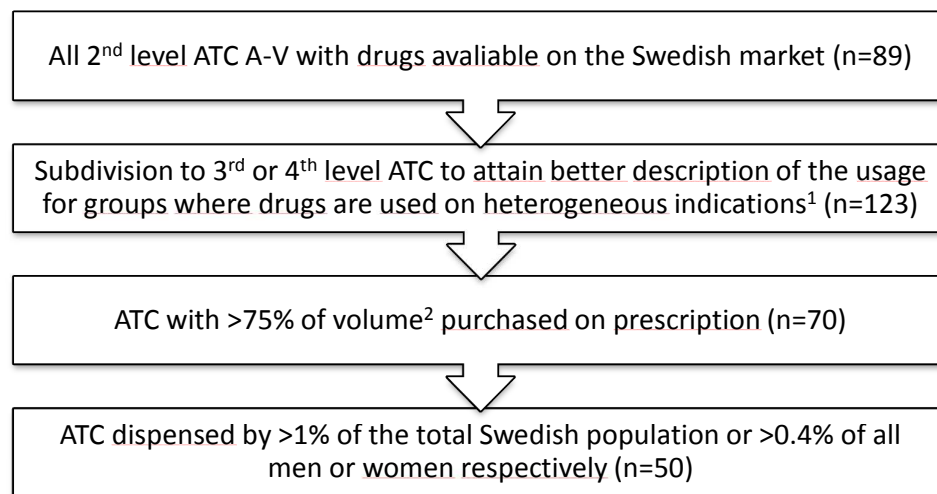 All 2nd level ATC A-V with drugs avaliable on the Swedish market (n=89)
Subdivision to 3rd or 4th level ATC to attain better description of the usage
for groups where drugs are used on heterogeneous indications1 (n=123)
ATC with >75% of volume2 purchased on prescription (n=70)
ATC dispensed by >1% of the total Swedish population or >0.4% of all
men or women respectively (n=50)